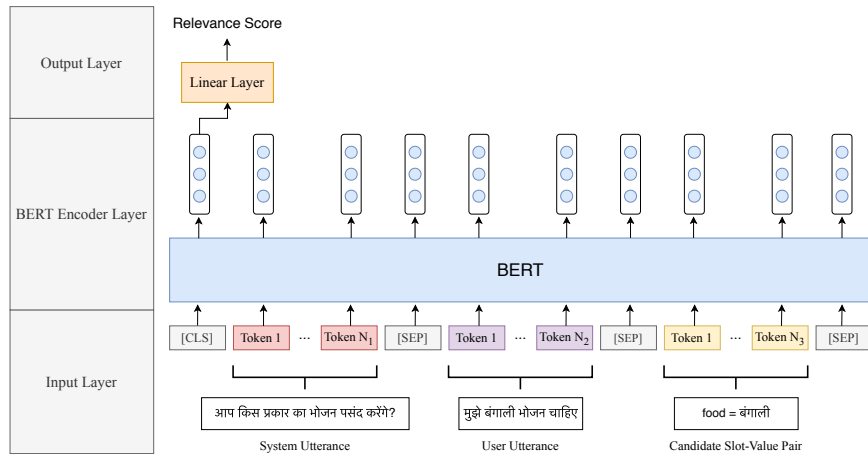 Relevance Score
Output Layer
Linear Layer
BERT Encoder Layer
BERT
Input Layer
[CLS] Token 1 ... Token N1 [SEP] Token 1 ... Token N2 [SEP] Token 1 ... Token N3 [SEP]
आप किस प्रकार का भोजन पसंद करेंगे? मुझे बंगाली भोजन चाहिए food = बंगाली
System Utterance User Utterance Candidate Slot-Value Pair